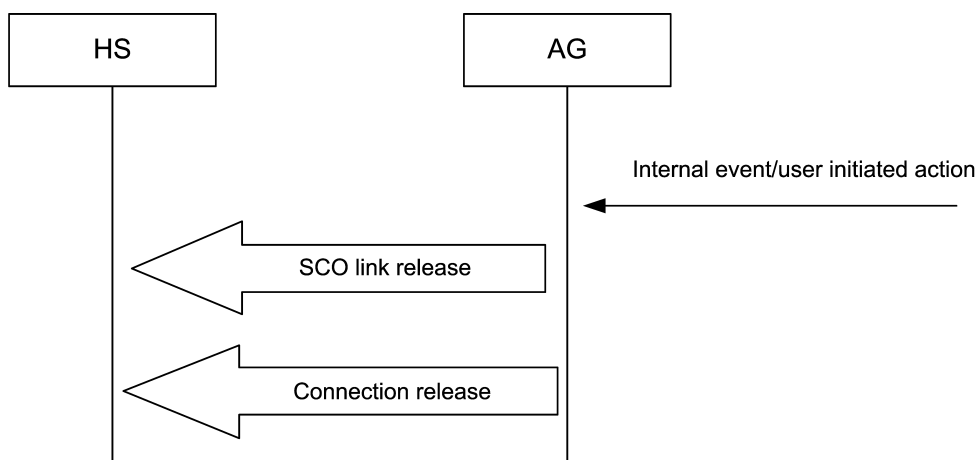 HS
AG
Internal event/user initiated action
SCO link release
Connection release